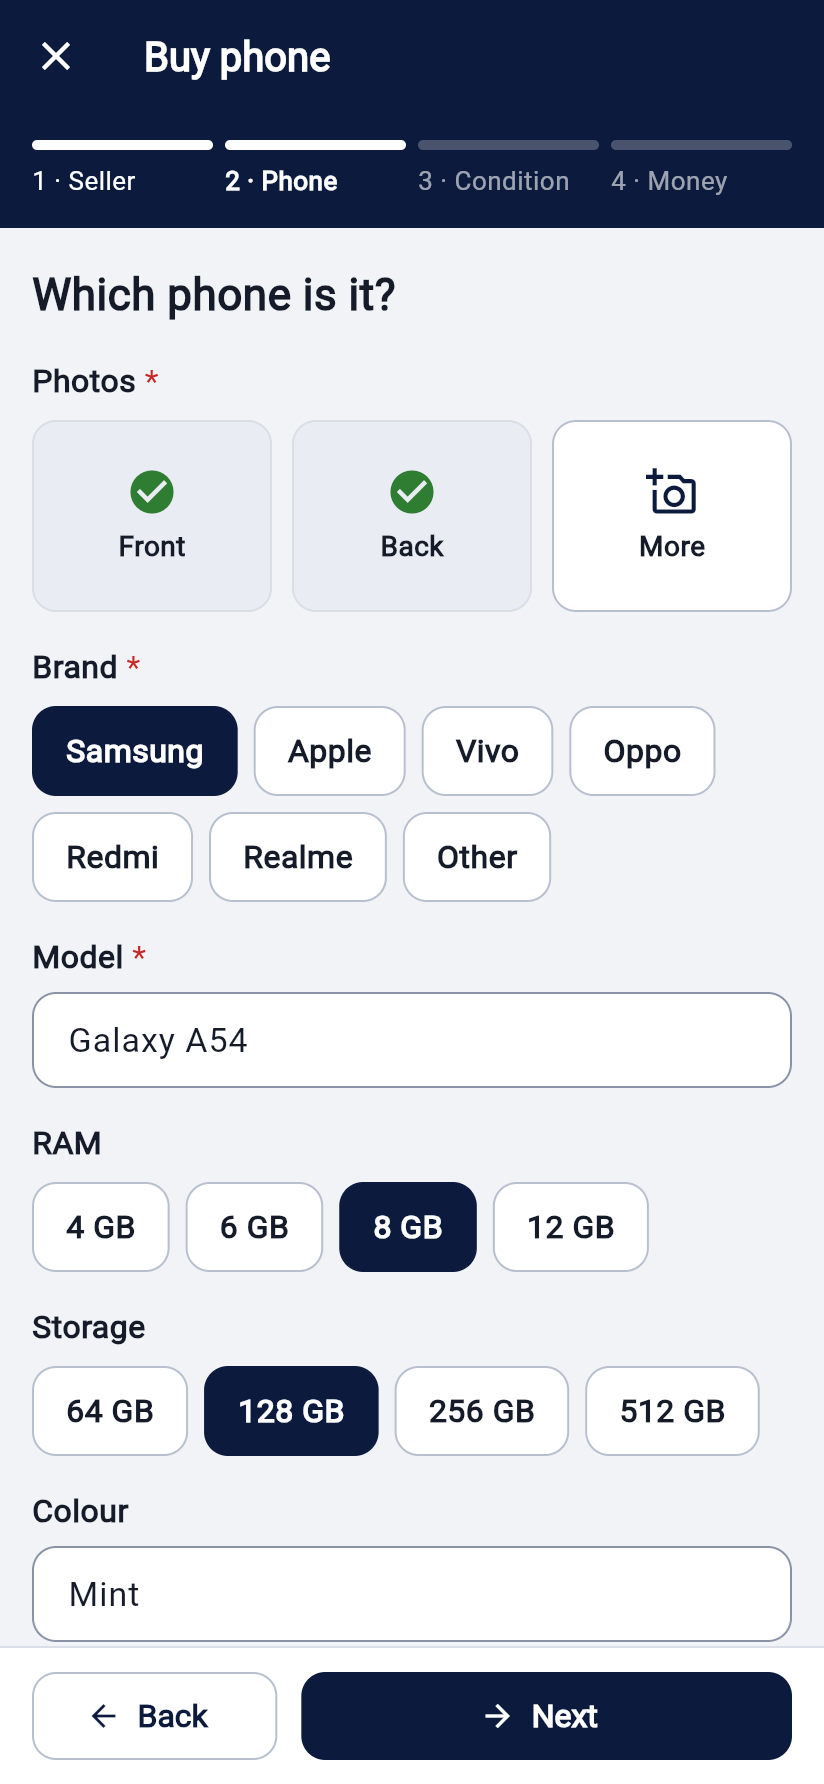 Buy phone
1 · Seller 2 · Phone 3 · Condition 4 · Money
Which phone is it?
Photos *
Front Back More
Brand *
Samsung Apple Vivo Oppo
Redmi Realme Other
Model *
Galaxy A54
RAM
4 GB 6 GB 8 GB 12 GB
Storage
64 GB 128 GB 256 GB 512 GB
Colour
Mint
Back Next